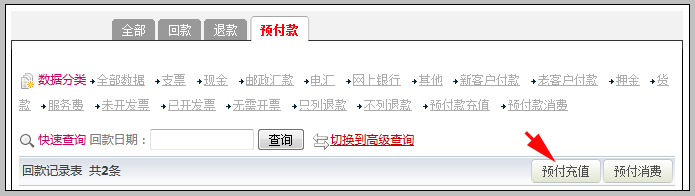 全部 回款 退款 预付款
数据分类 全部数据 支票 现金 邮政汇款 电汇 网上银行 其他 新客户付款 老客户付款 押金 货
款 服务费 未开发票 已开发票 无需开票 只列退款 不列退款 预付款充值 预付款消费
快速查询 回款日期: 查询 切换到高级查询
回款记录表 共2条 预付充值 预付消费